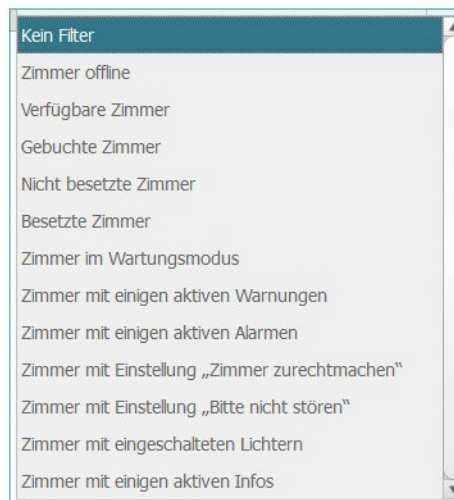 Kein Filter
Zimmer offline
Verfügbare Zimmer
Gebuchte Zimmer
Nicht besetzte Zimmer
Besetzte Zimmer
Zimmer im Wartungsmodus
Zimmer mit einigen aktiven Warnungen
Zimmer mit einigen aktiven Alarmen
Zimmer mit Einstellung „Zimmer zurechtmachen“
Zimmer mit Einstellung „Bitte nicht stören“
Zimmer mit eingeschalteten Lichtern
Zimmer mit einigen aktiven Infos